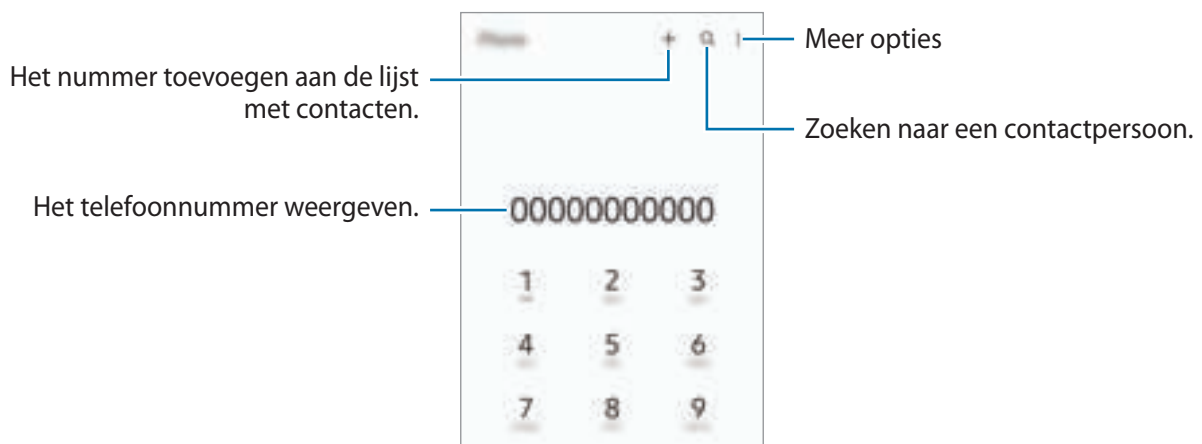 Meer opties
Het nummer toevoegen aan de lijst
met contacten.
Zoeken naar een contactpersoon.
Het telefoonnummer weergeven.
00000000000
1 2 3
4 5 6
7 8 9